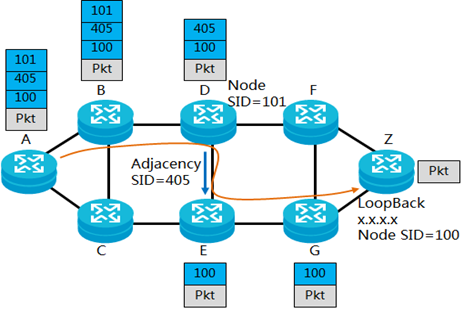 101
405
100
Pkt
A
101
405
100
Pkt
B
405
100
Pkt
D
Node
SID=101
F
Z
Pkt
Adjacency
SID=405
LoopBack
x.x.x.x
Node SID=100
C
E
G
100
Pkt
100
Pkt